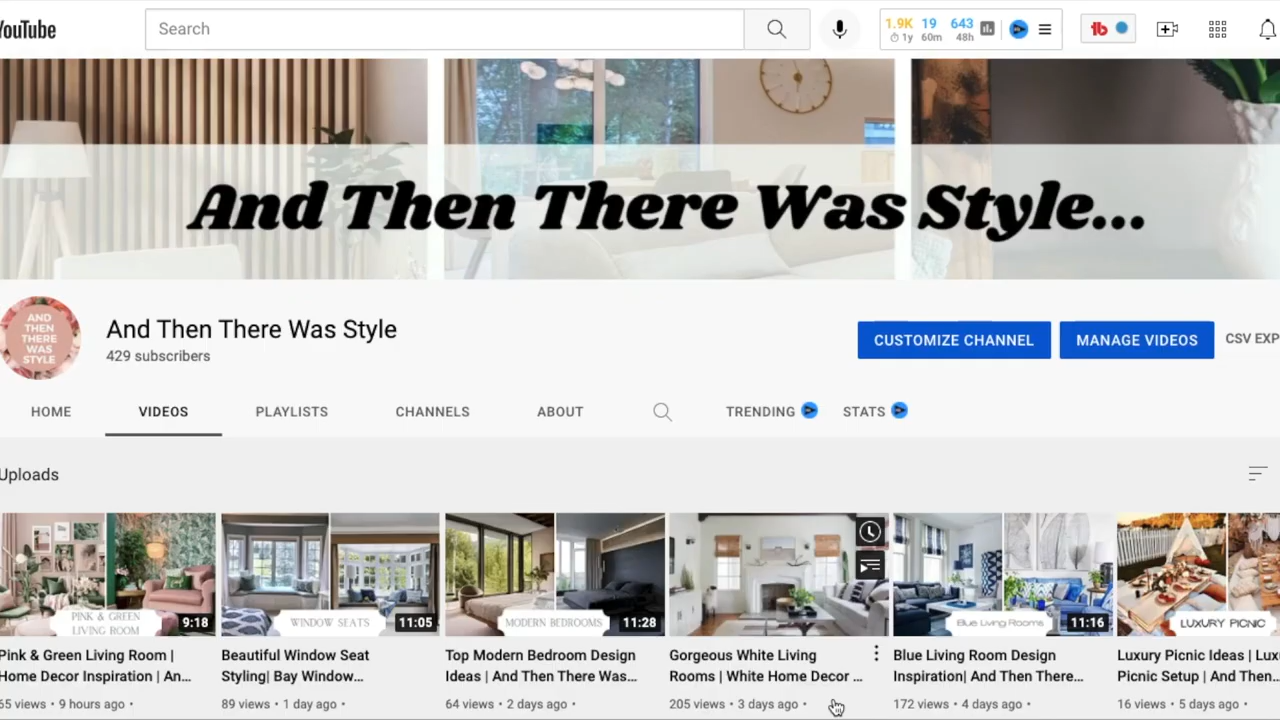 YouTube
Search
1.9K 19 643
1y 60m 48h
And Then There Was Style...
AND
THEN
THERE
WAS
STYLE
And Then There Was Style
429 subscribers
CUSTOMIZE CHANNEL
MANAGE VIDEOS
CSV EXP
HOME
VIDEOS
PLAYLISTS
CHANNELS
ABOUT
TRENDING
STATS
Uploads
PINK & GREEN
LIVING ROOM
9:18
Pink & Green Living Room |
Home Decor Inspiration | An...
65 views • 9 hours ago •
WINDOW SEATS
11:05
Beautiful Window Seat
Styling| Bay Window...
89 views • 1 day ago •
MODERN BEDROOMS
11:28
Top Modern Bedroom Design
Ideas | And Then There Was...
64 views • 2 days ago •
Gorgeous White Living
Rooms | White Home Decor ...
205 views • 3 days ago •
Blue Living Rooms
11:16
Blue Living Room Design
Inspiration| And Then There...
172 views • 4 days ago •
LUXURY PICNIC
Luxury Picnic Ideas | Lux
Picnic Setup | And Then
16 views • 5 days ago •